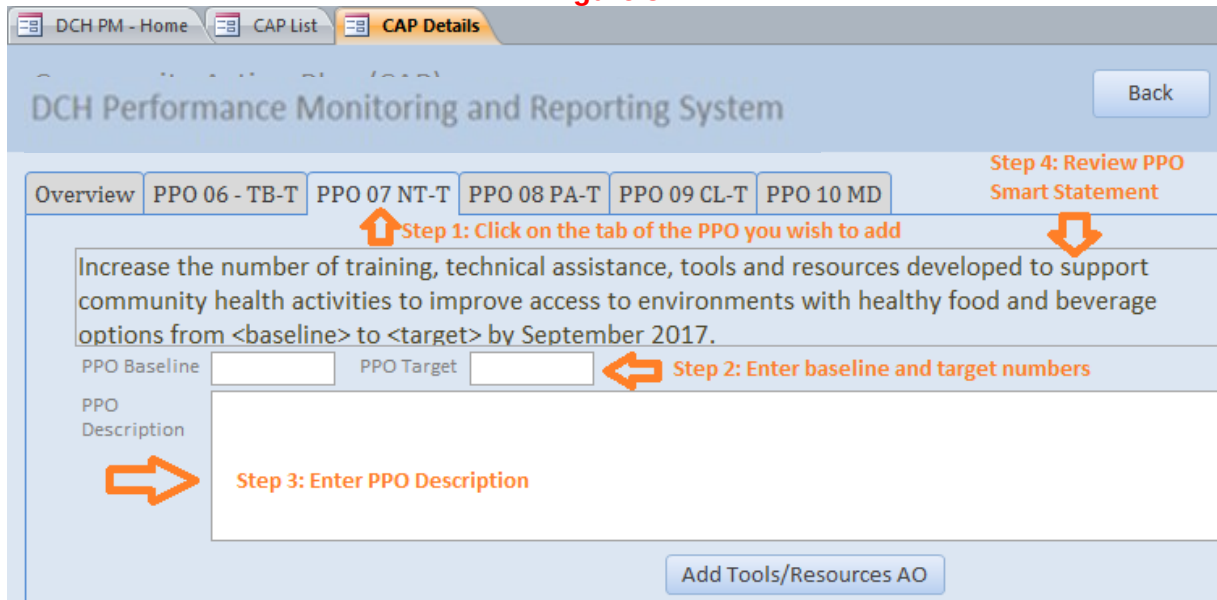 DCH PM - Home CAP List CAP Details
DCH Performance Monitoring and Reporting System
Back
Step 4: Review PPO
Smart Statement
Overview PPO 06 - TB-T PPO 07 NT-T PPO 08 PA-T PPO 09 CL-T PPO 10 MD
Step 1: Click on the tab of the PPO you wish to add
Increase the number of training, technical assistance, tools and resources developed to support
community health activities to improve access to environments with healthy food and beverage
options from <baseline> to <target> by September 2017.
PPO Baseline PPO Target Step 2: Enter baseline and target numbers
PPO
Description
Step 3: Enter PPO Description
Add Tools/Resources AO